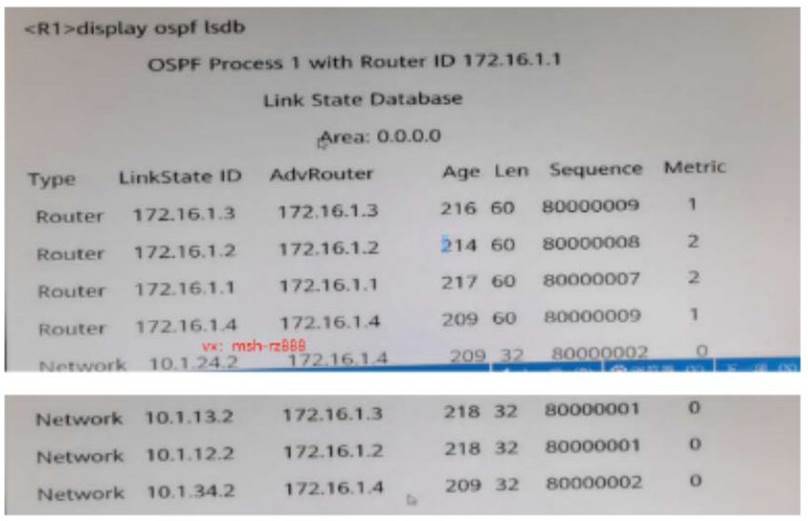 <R1>display ospf lsdb
OSPF Process 1 with Router ID 172.16.1.1
Link State Database
Area: 0.0.0.0
Type LinkState ID AdvRouter Age Len Sequence Metric
Router 172.16.1.3 172.16.1.3 216 60 80000009 1
Router 172.16.1.2 172.16.1.2 214 60 80000008 2
Router 172.16.1.1 172.16.1.1 217 60 80000007 2
Router 172.16.1.4 172.16.1.4 209 60 80000009 1
vx: msh-rz888
Network 10.1.24.2 172.16.1.4 209 32 80000002 0
Network 10.1.13.2 172.16.1.3 218 32 80000001 0
Network 10.1.12.2 172.16.1.2 218 32 80000001 0
Network 10.1.34.2 172.16.1.4 209 32 80000002 0